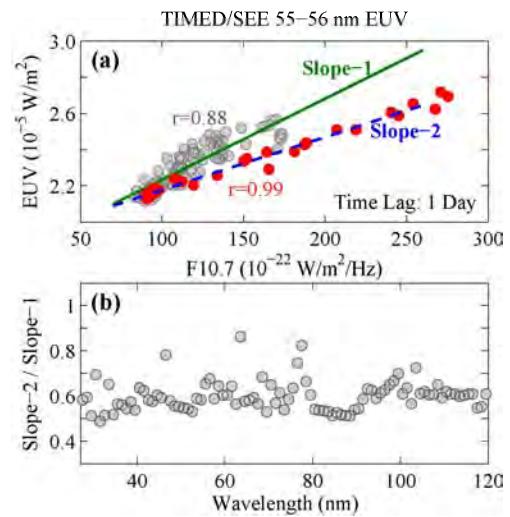 TIMED/SEE 55−56 nm EUV
(a)
3.0
2.6
2.2
EUV (10⁻⁵ W/m²)
r=0.88
Slope−1
Slope−2
r=0.99
Time Lag: 1 Day
50 100 150 200 250 300
F10.7 (10⁻²² W/m²/Hz)
(b)
1
0.8
0.6
0.4
Slope−2 / Slope−1
40 60 80 100 120
Wavelength (nm)